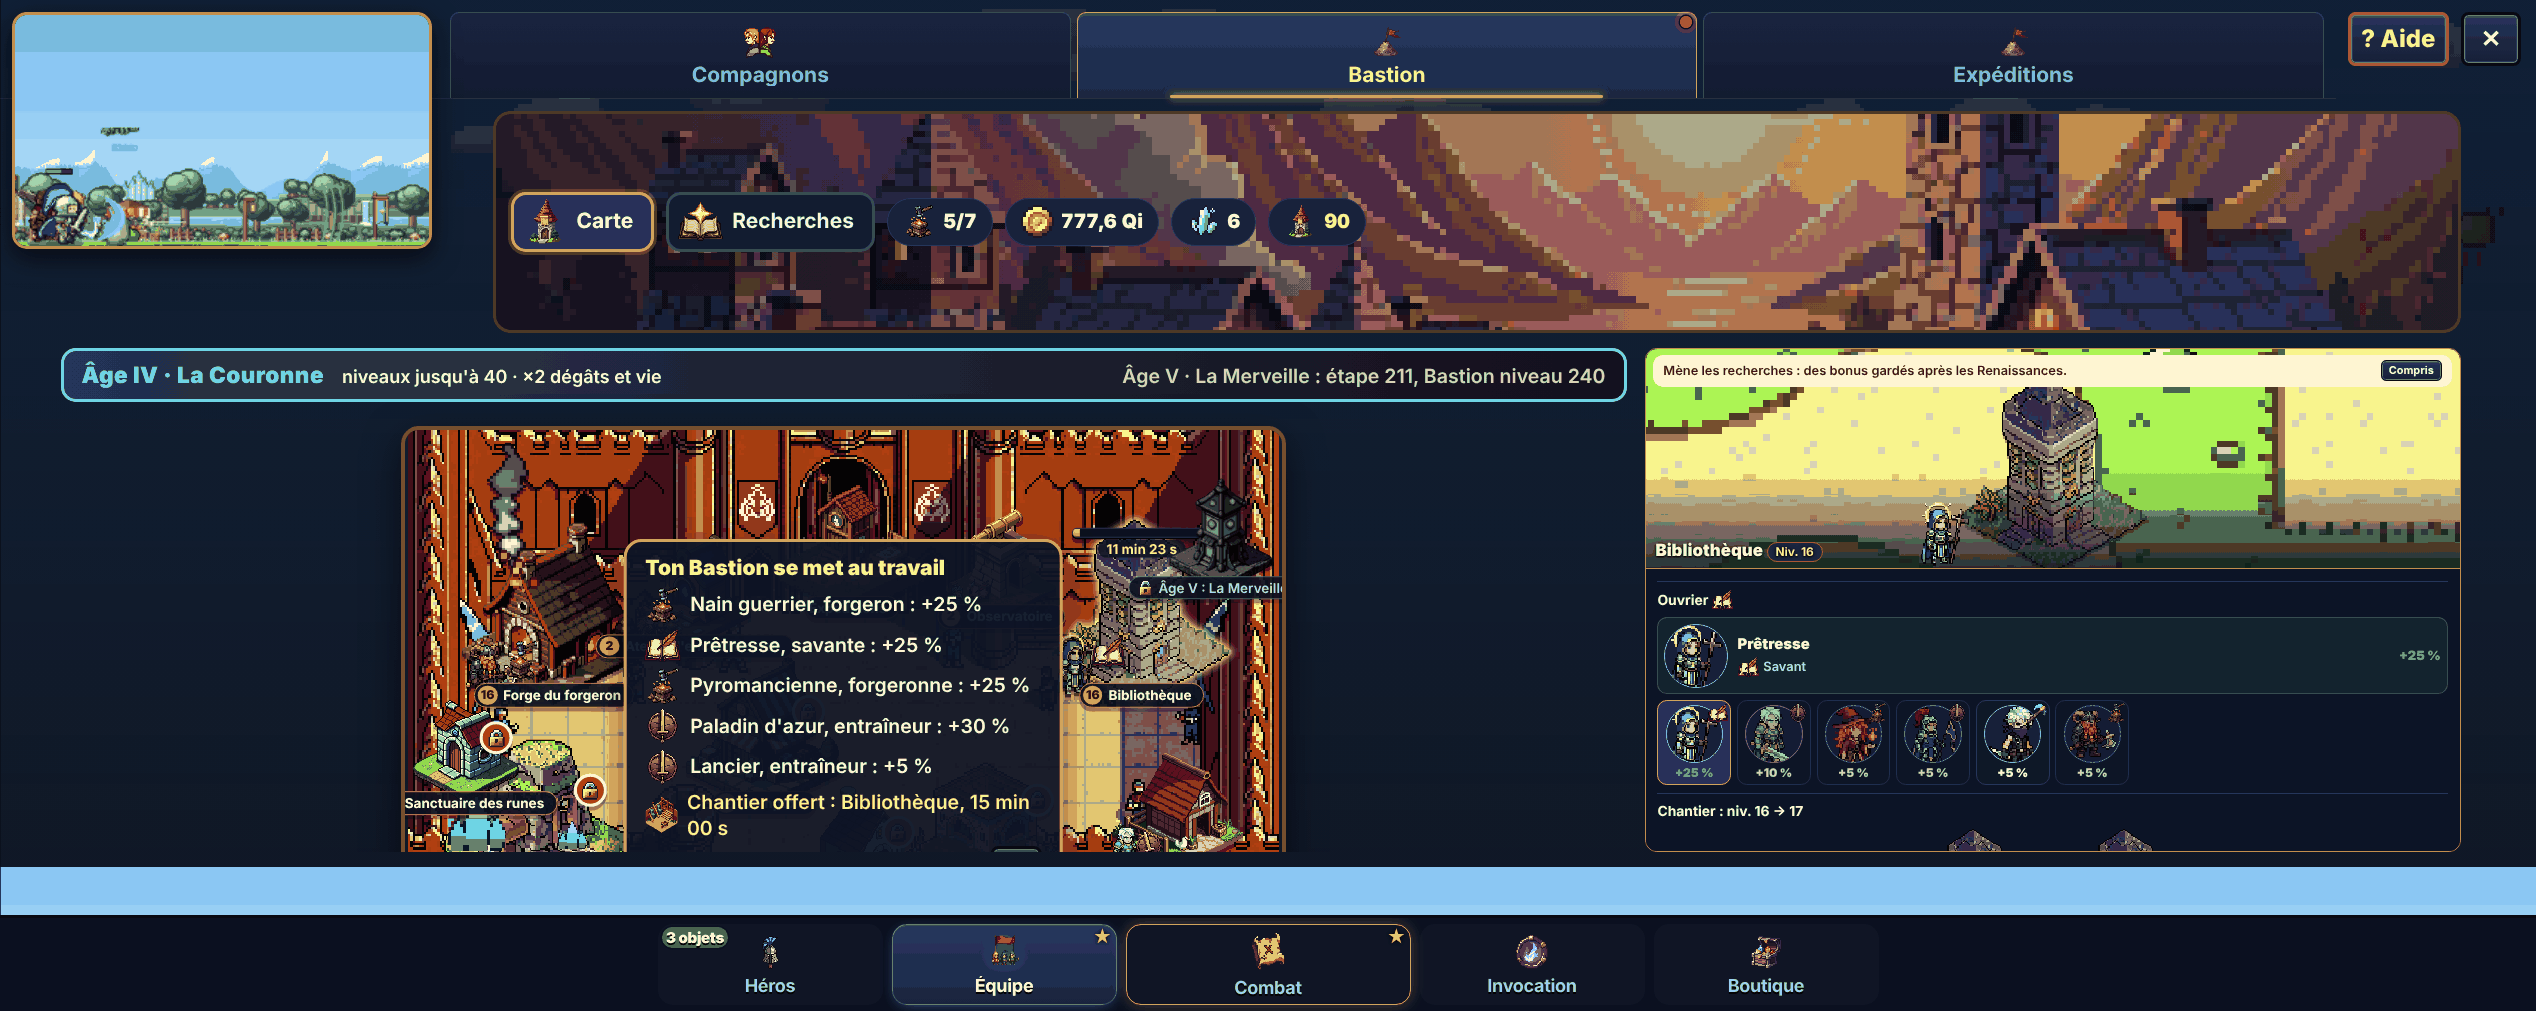 Compagnons
Bastion
Expéditions
? Aide
×
Carte
Recherches
5/7
777,6 Qi
6
90
Âge IV · La Couronne niveaux jusqu'à 40 · ×2 dégâts et vie
Âge V · La Merveille : étape 211, Bastion niveau 240
Mène les recherches : des bonus gardés après les Renaissances.
Compris
Bibliothèque Niv. 16
Ouvrier
Prêtresse
Savant
+25 %
+25 %
+10 %
+5 %
+5 %
+5 %
+5 %
Chantier : niv. 16 → 17
Ton Bastion se met au travail
Nain guerrier, forgeron : +25 %
Prêtresse, savante : +25 %
Pyromancienne, forgeronne : +25 %
Paladin d'azur, entraîneur : +30 %
Lancier, entraîneur : +5 %
Chantier offert : Bibliothèque, 15 min
00 s
11 min 23 s
Âge V : La Merveill
Observatoire
2
16 Forge du forgeron
16 Bibliothèque
Sanctuaire des runes
3 objets
Héros
Équipe
Combat
Invocation
Boutique